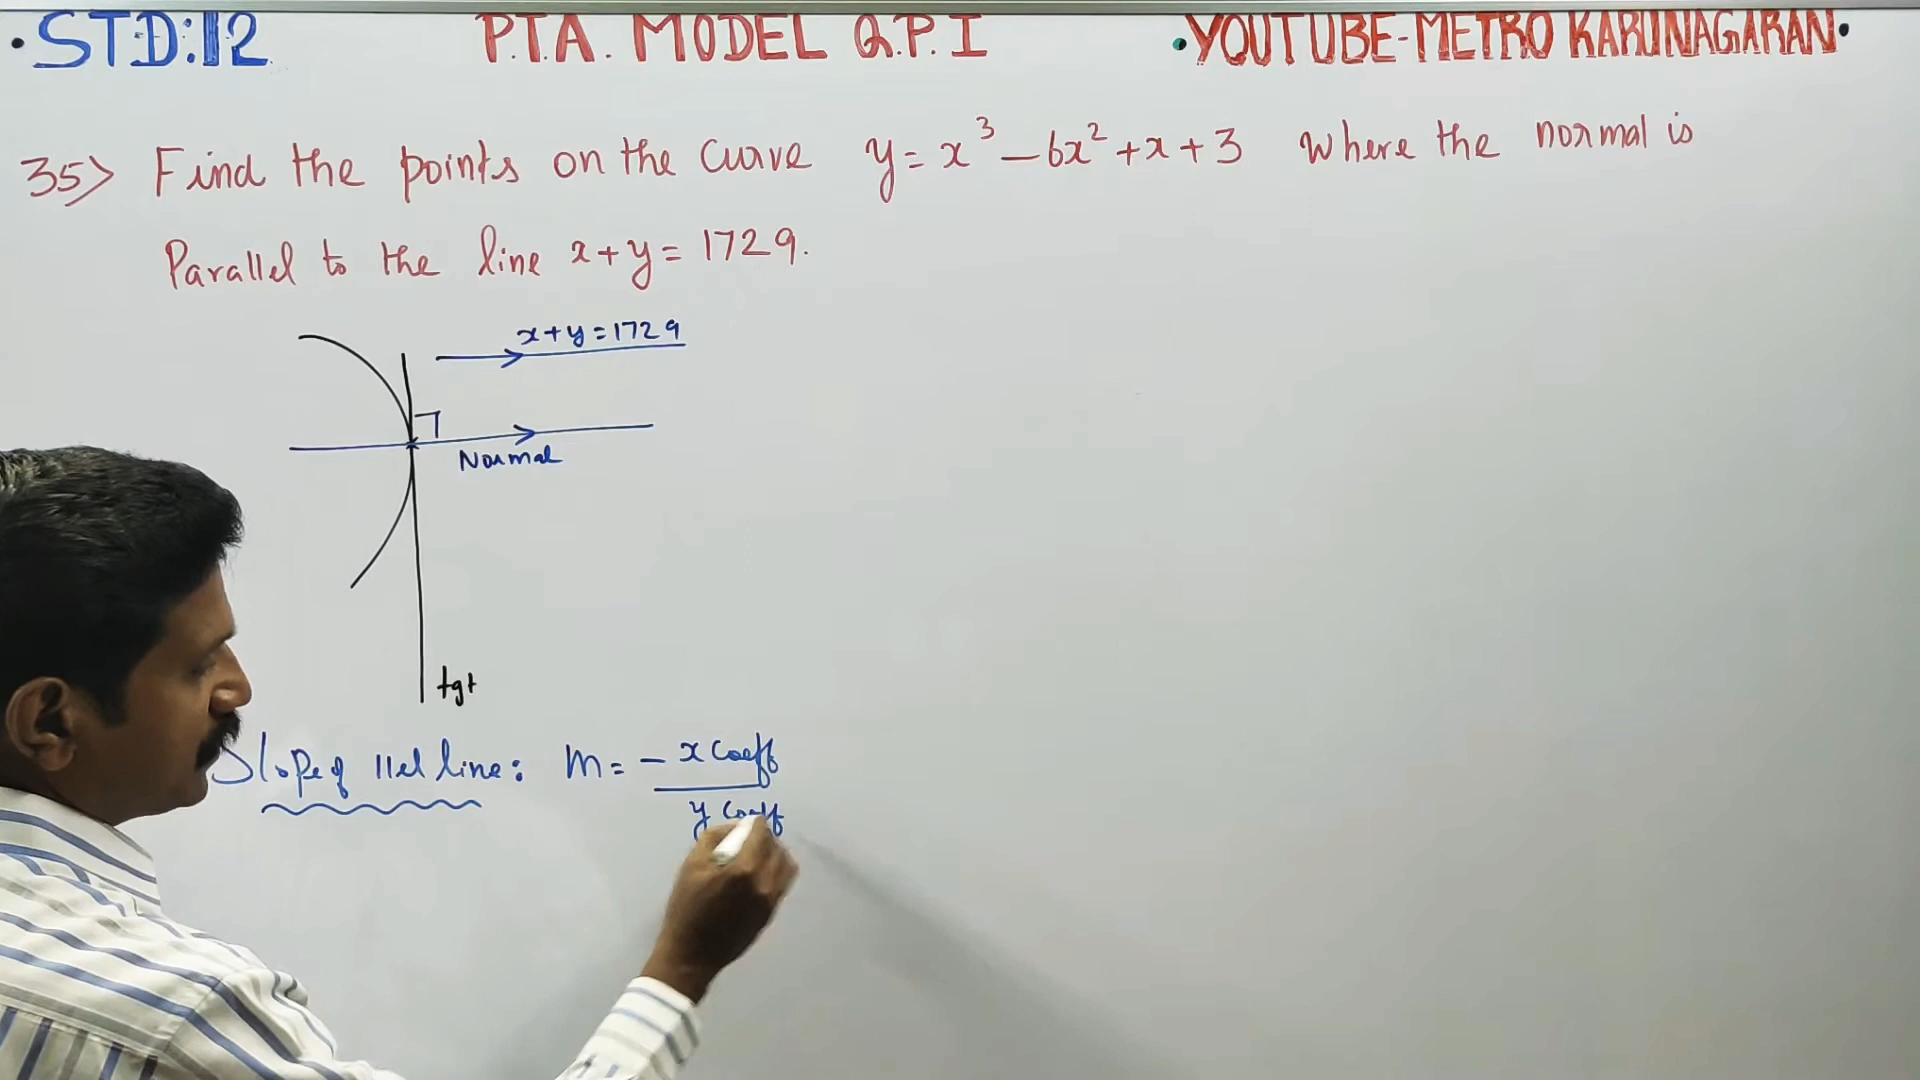 • STD:12 P.T.A. MODEL Q.P. I • YOUTUBE-METRO KARUNAGARAN •
35> Find the points on the curve y = x³ – 6x² + x + 3 where the normal is
Parallel to the line x + y = 1729.
x + y = 1729
Normal
tgt
Slope of llel line: m = – x Coeff
y Coeff